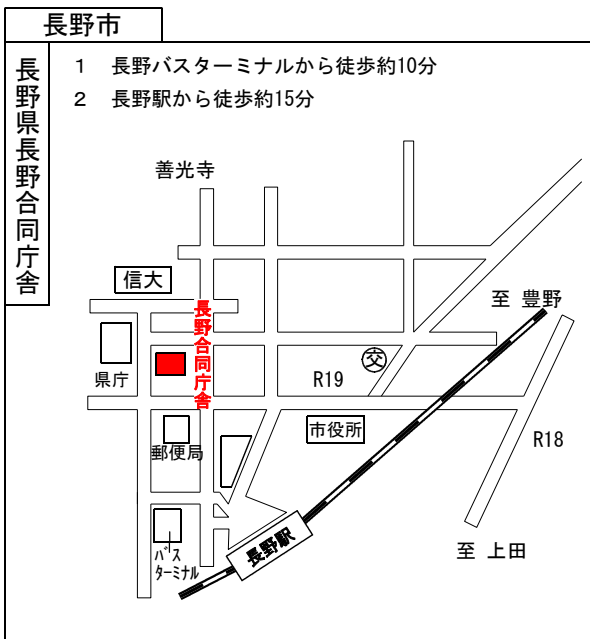 長野市
長野県長野合同庁舎
1 長野バスターミナルから徒歩約10分
2 長野駅から徒歩約15分
善光寺
信大
至 豊野
長野合同庁舎
県庁
交
R19
郵便局
市役所
R18
バス
ターミナル
長野駅
至 上田